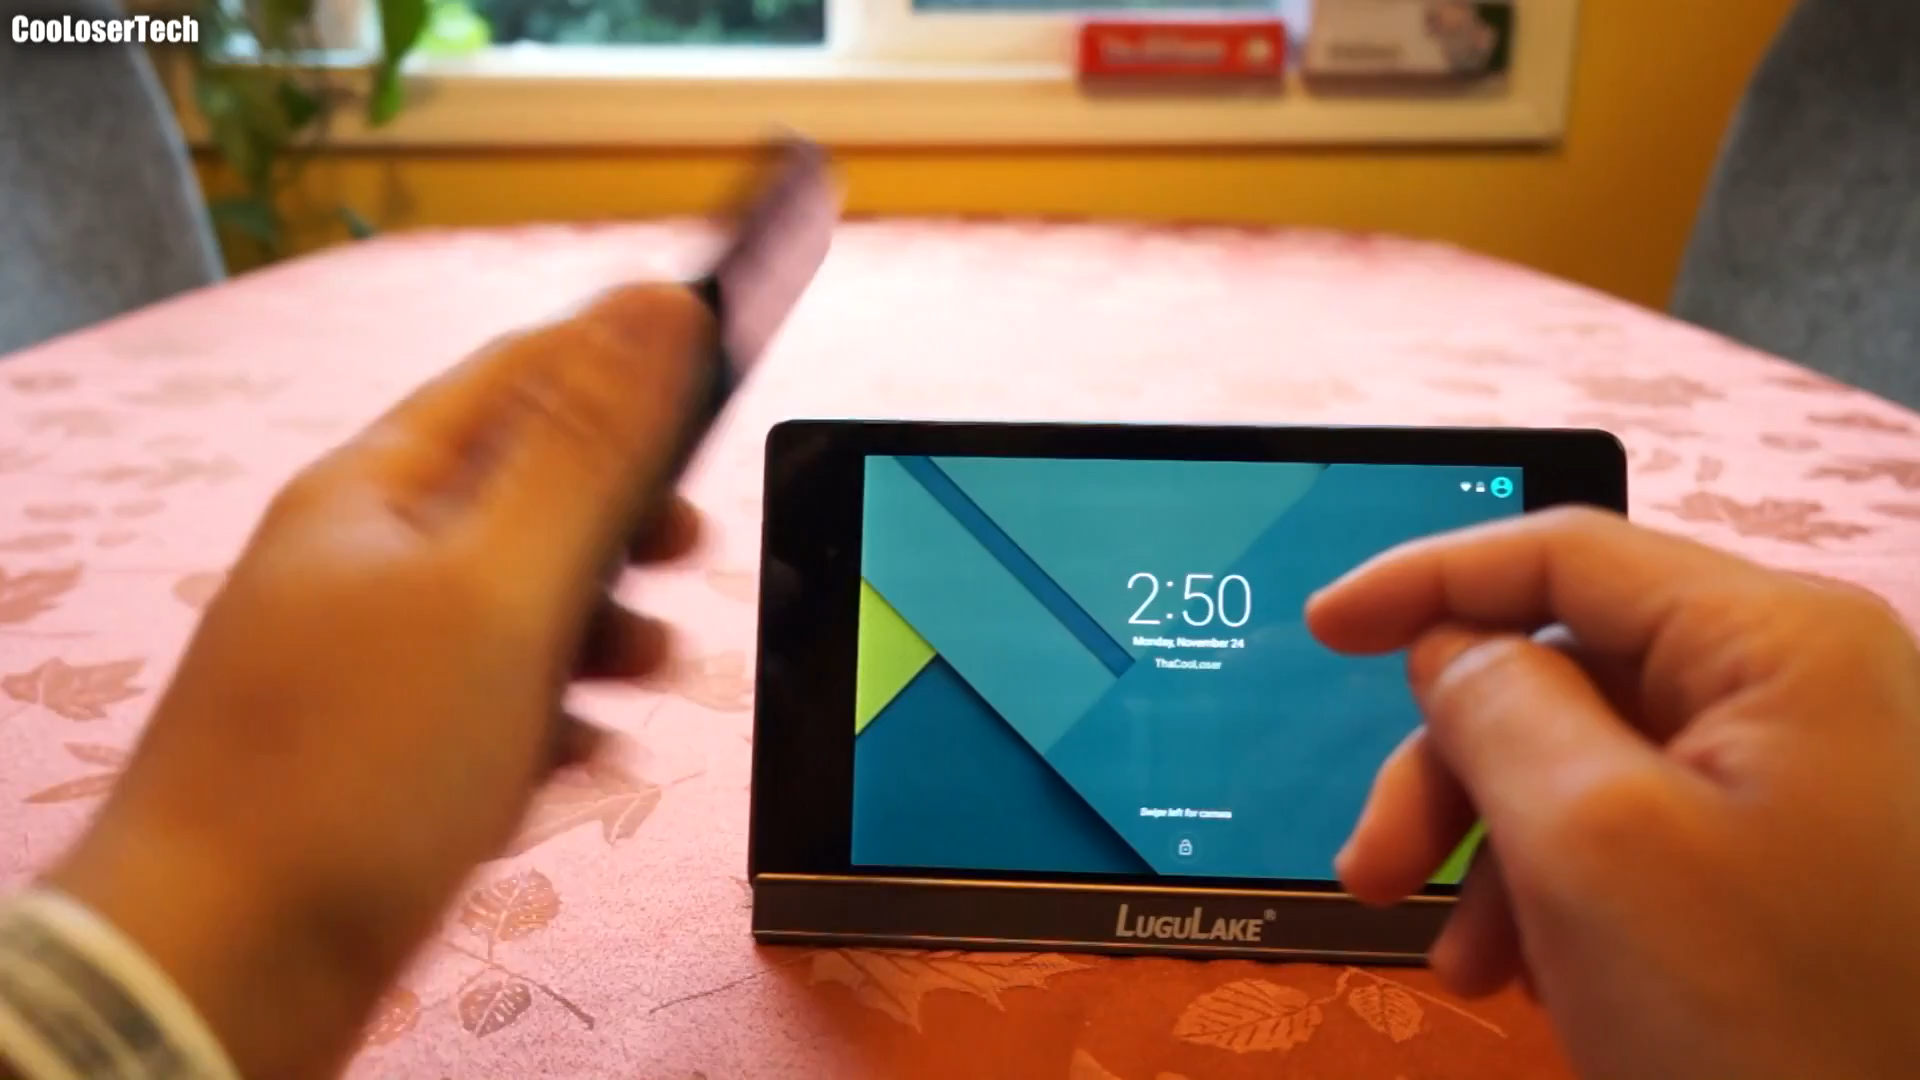 CooLoserTech
2:50
Monday, November 24
ThaCooLoser
Swipe left for camera
LUGULAKE®